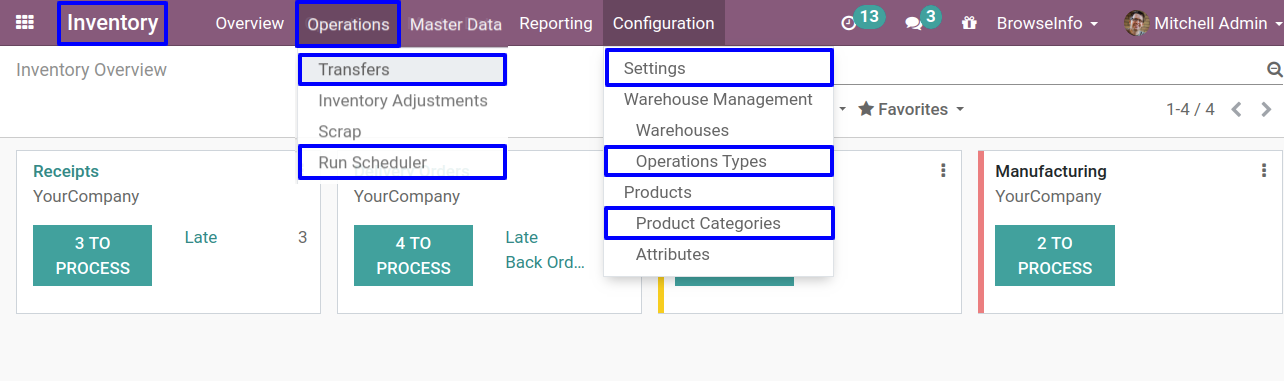 Inventory Overview Operations Master Data Reporting Configuration 13 3 BrowseInfo Mitchell Admin
Inventory Overview
Transfers
Inventory Adjustments
Scrap
Run Scheduler
Settings
Warehouse Management
Warehouses
Operations Types
Products
Product Categories
Attributes
Favorites 1-4 / 4
Receipts
YourCompany
3 TO
PROCESS
Late 3
Delivery Orders
YourCompany
4 TO
PROCESS
Late
Back Ord...
Manufacturing
YourCompany
2 TO
PROCESS